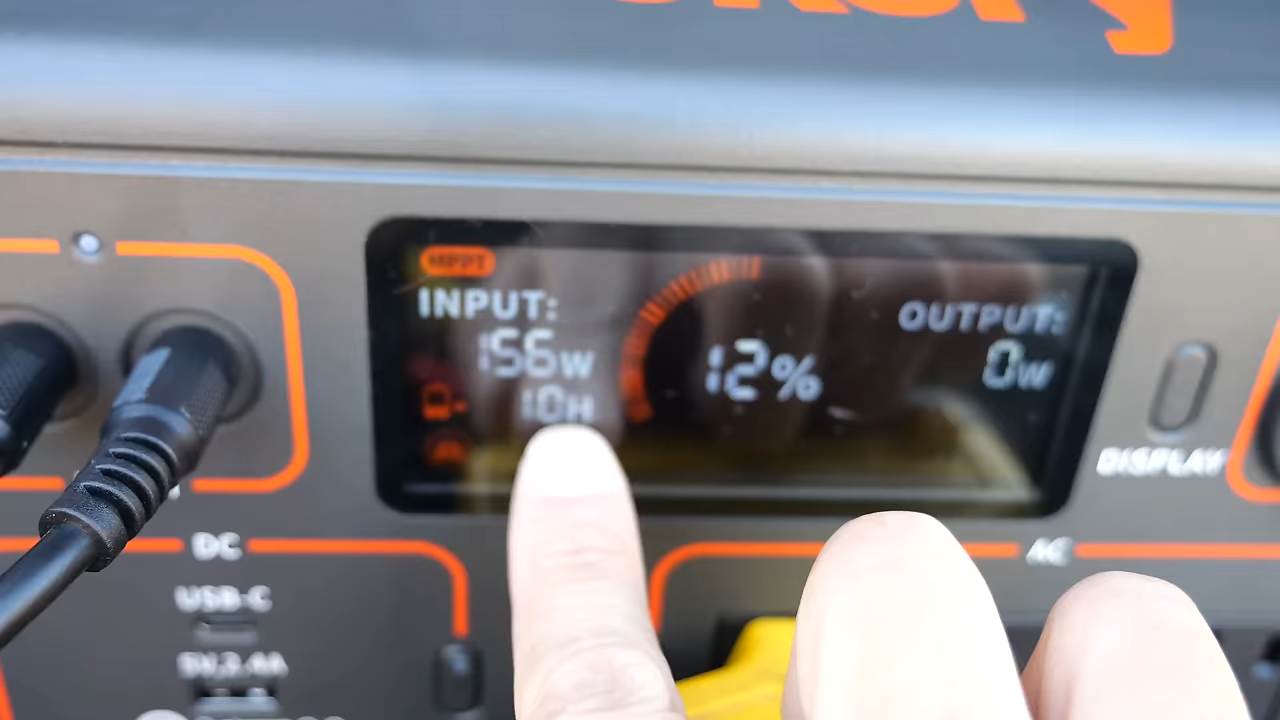 MPPT
INPUT:
156W
10H
12%
OUTPUT:
0W
DISPLAY
DC
AC
USB-C
5V,2.4A